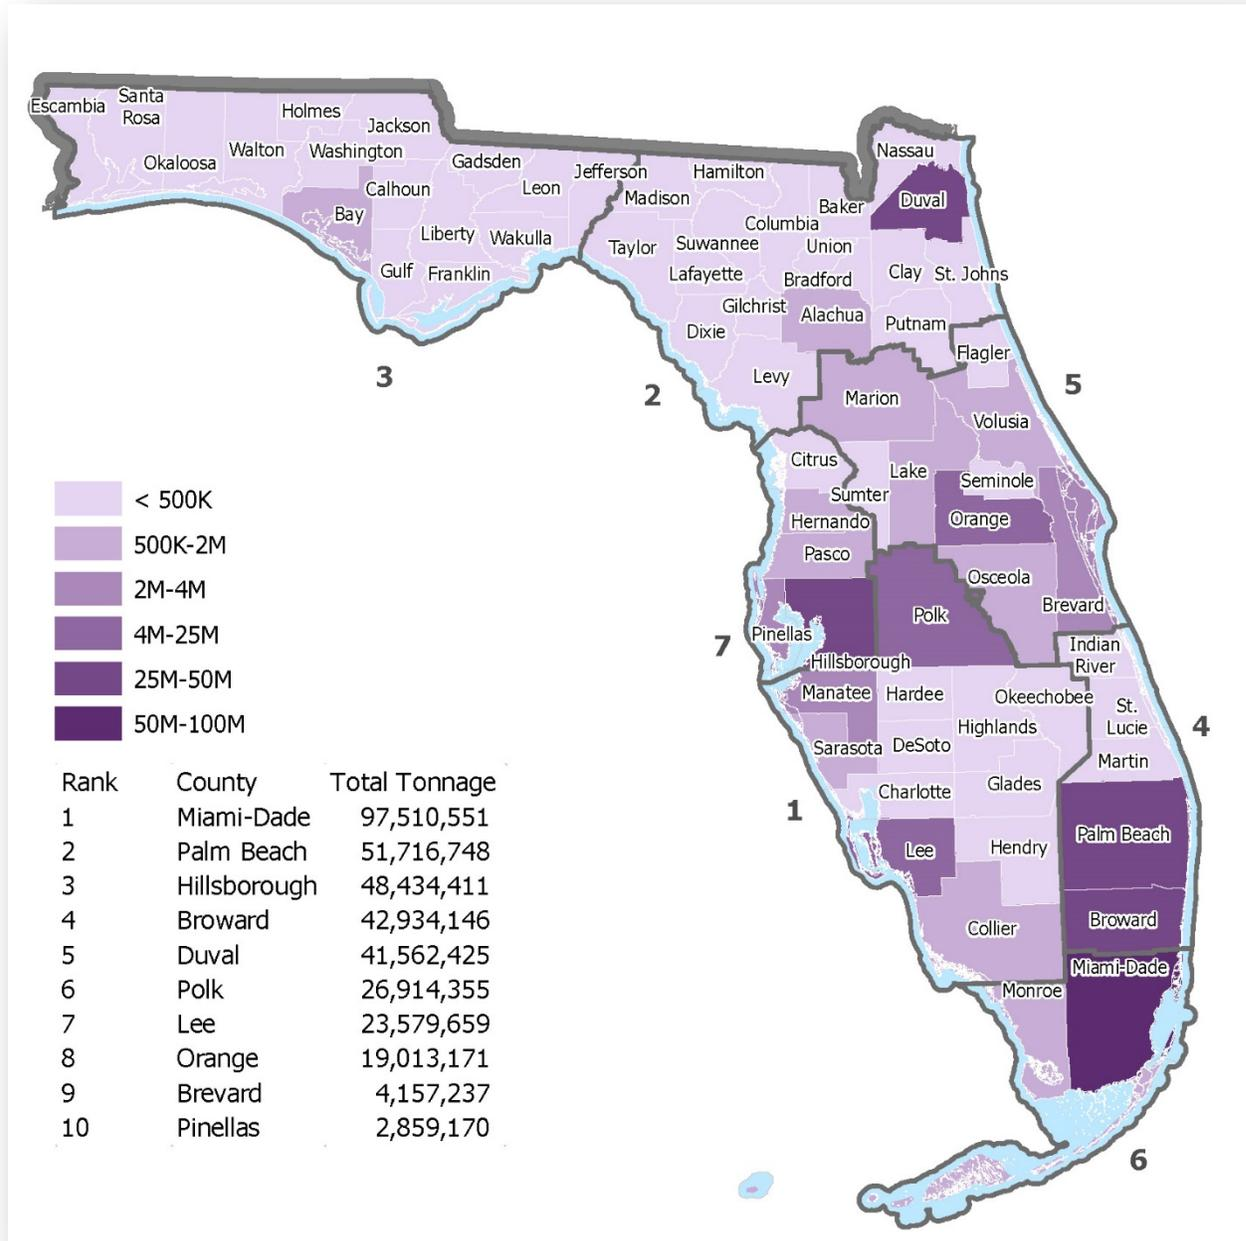 Escambia
Santa
Rosa
Holmes
Jackson
Okaloosa
Walton
Washington
Gadsden
Jefferson
Hamilton
Nassau
Calhoun
Leon
Madison
Baker
Duval
Bay
Liberty
Wakulla
Taylor
Suwannee
Columbia
Union
Gulf
Franklin
Lafayette
Bradford
Clay
St. Johns
Gilchrist
Alachua
Putnam
Dixie
Flagler
3
2
Levy
5
Marion
Volusia
Citrus
Lake
Seminole
Sumter
Orange
Hernando
Pasco
Osceola
Brevard
Polk
Pinellas
7
Hillsborough
Indian
River
Manatee
Hardee
Okeechobee
St.
Lucie
4
Highlands
Sarasota
DeSoto
Martin
Charlotte
Glades
1
Lee
Hendry
Palm Beach
Broward
Collier
Miami-Dade
Monroe
6
< 500K
500K-2M
2M-4M
4M-25M
25M-50M
50M-100M
Rank County Total Tonnage
1 Miami-Dade 97,510,551
2 Palm Beach 51,716,748
3 Hillsborough 48,434,411
4 Broward 42,934,146
5 Duval 41,562,425
6 Polk 26,914,355
7 Lee 23,579,659
8 Orange 19,013,171
9 Brevard 4,157,237
10 Pinellas 2,859,170